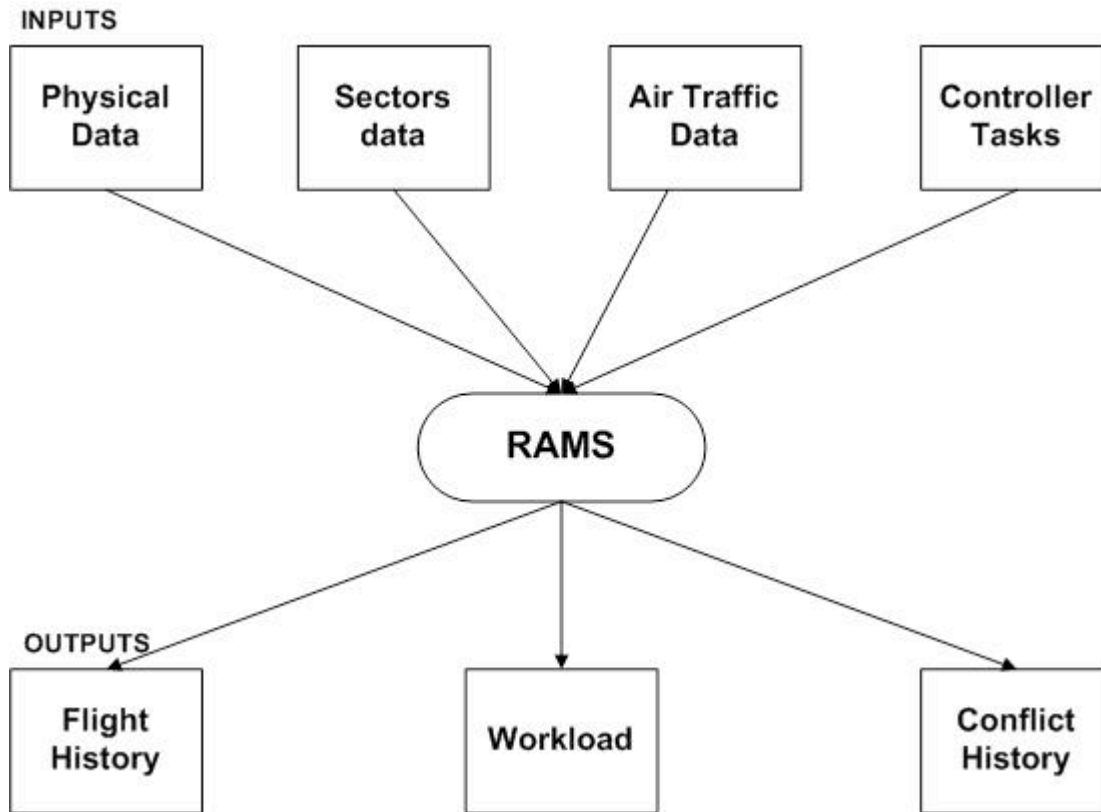 INPUTS
Physical
Data
Sectors
data
Air Traffic
Data
Controller
Tasks
RAMS
OUTPUTS
Flight
History
Workload
Conflict
History